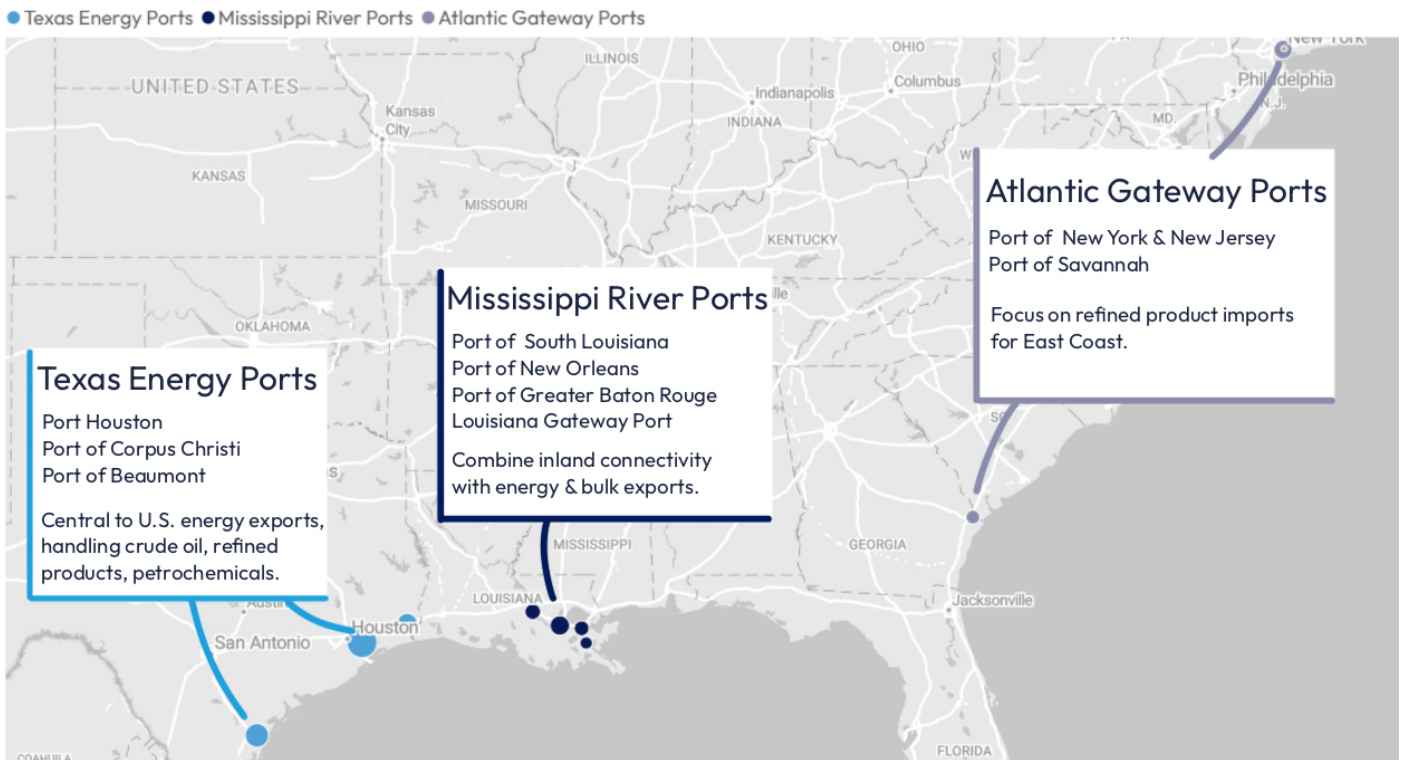 Texas Energy Ports Mississippi River Ports Atlantic Gateway Ports
New York
OHIO
ILLINOIS
UNITED STATES
Philadelphia
Columbus
Indianapolis
N.J.
Kansas
City
MD.
INDIANA
W
KANSAS
MISSOURI
KENTUCKY
Atlantic Gateway Ports
Port of New York & New Jersey
Port of Savannah
Focus on refined product imports
for East Coast.
Mississippi River Ports
lle
Port of South Louisiana
Port of New Orleans
Port of Greater Baton Rouge
Louisiana Gateway Port
Combine inland connectivity
with energy & bulk exports.
OKLAHOMA
Texas Energy Ports
Port Houston
Port of Corpus Christi
Port of Beaumont
Central to U.S. energy exports,
handling crude oil, refined
products, petrochemicals.
S
SO
MISSISSIPPI
GEORGIA
LOUISIANA
Jacksonville
Austin
Houston
San Antonio
FLORIDA
COAHUILA